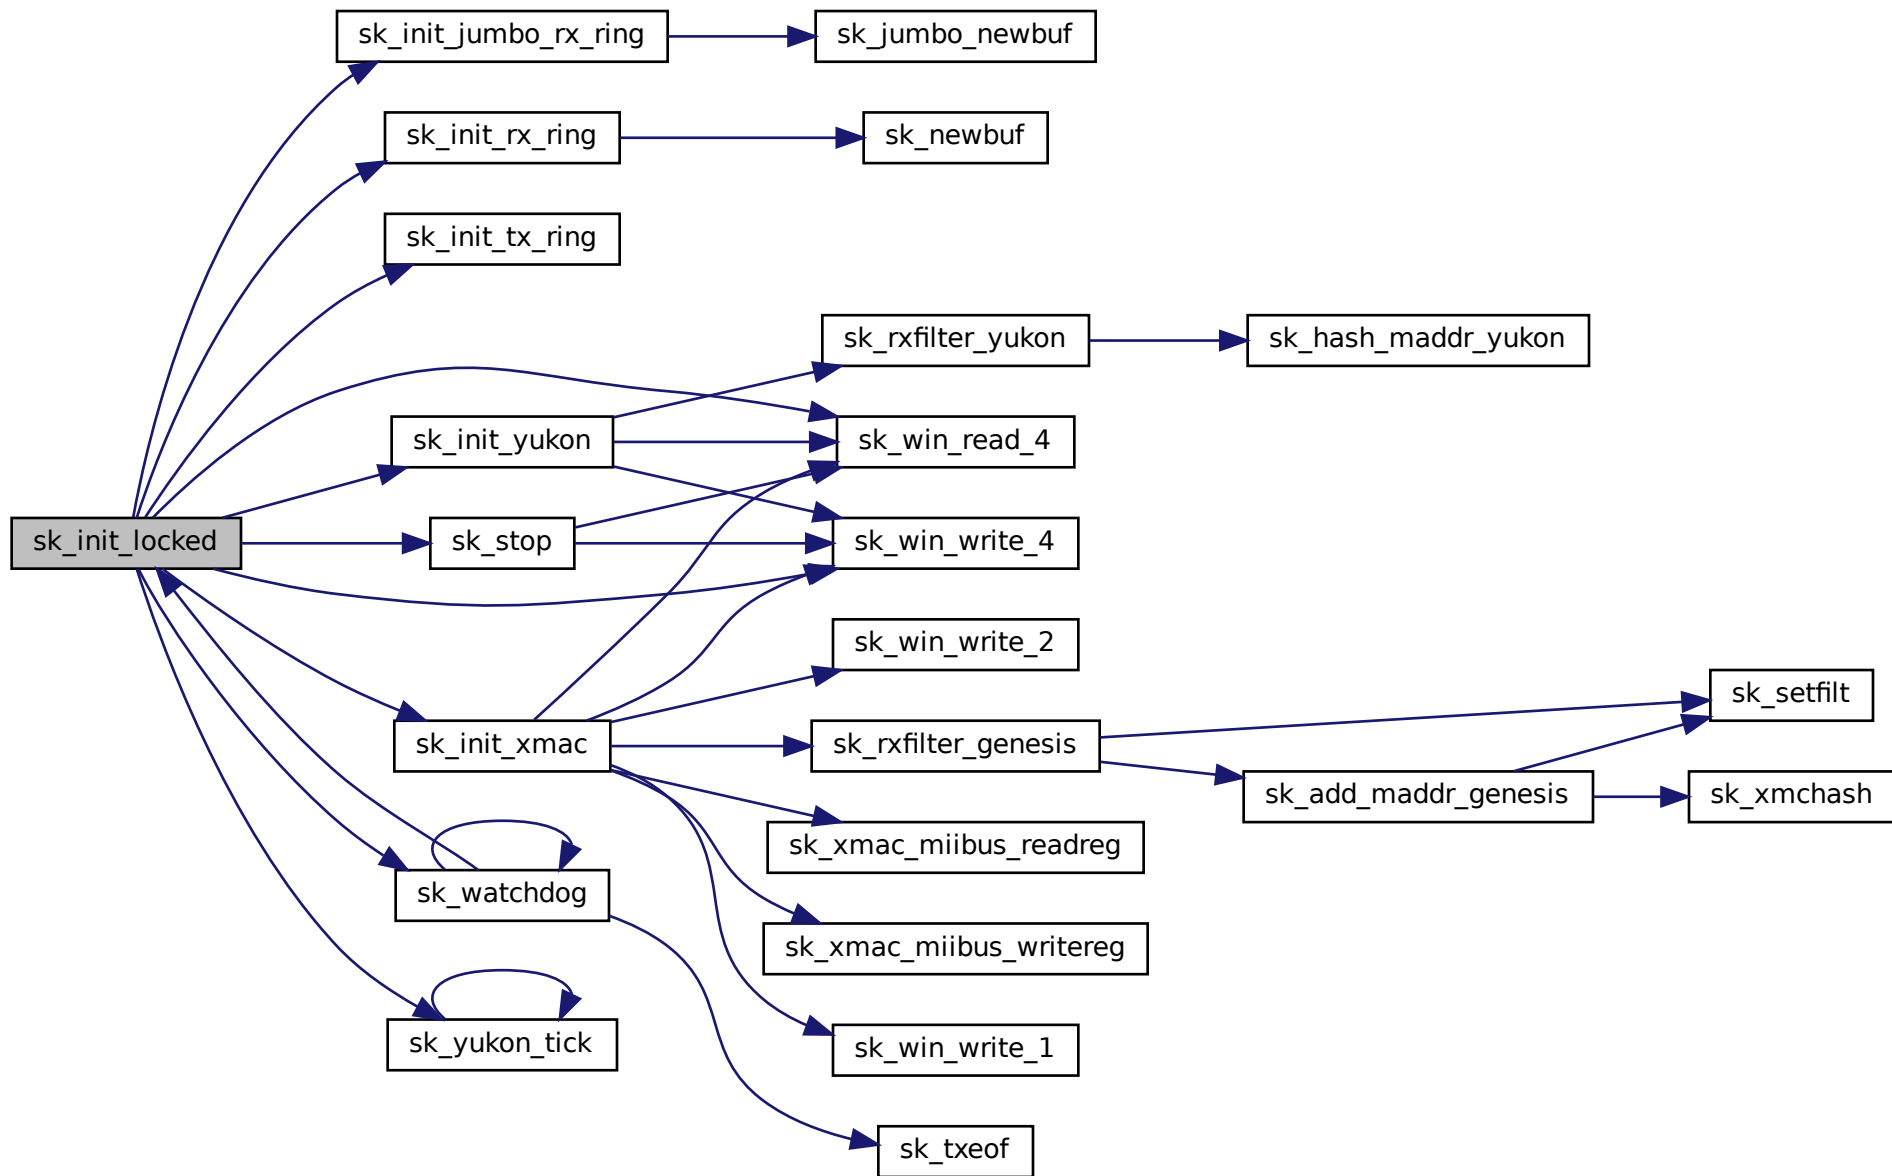 sk_init_jumbo_rx_ring
sk_jumbo_newbuf
sk_init_rx_ring
sk_newbuf
sk_init_tx_ring
sk_rxfilter_yukon
sk_hash_maddr_yukon
sk_init_yukon
sk_win_read_4
sk_init_locked
sk_stop
sk_win_write_4
sk_win_write_2
sk_setfilt
sk_init_xmac
sk_rxfilter_genesis
sk_add_maddr_genesis
sk_xmchash
sk_xmac_miibus_readreg
sk_watchdog
sk_xmac_miibus_writereg
sk_yukon_tick
sk_win_write_1
sk_txeof